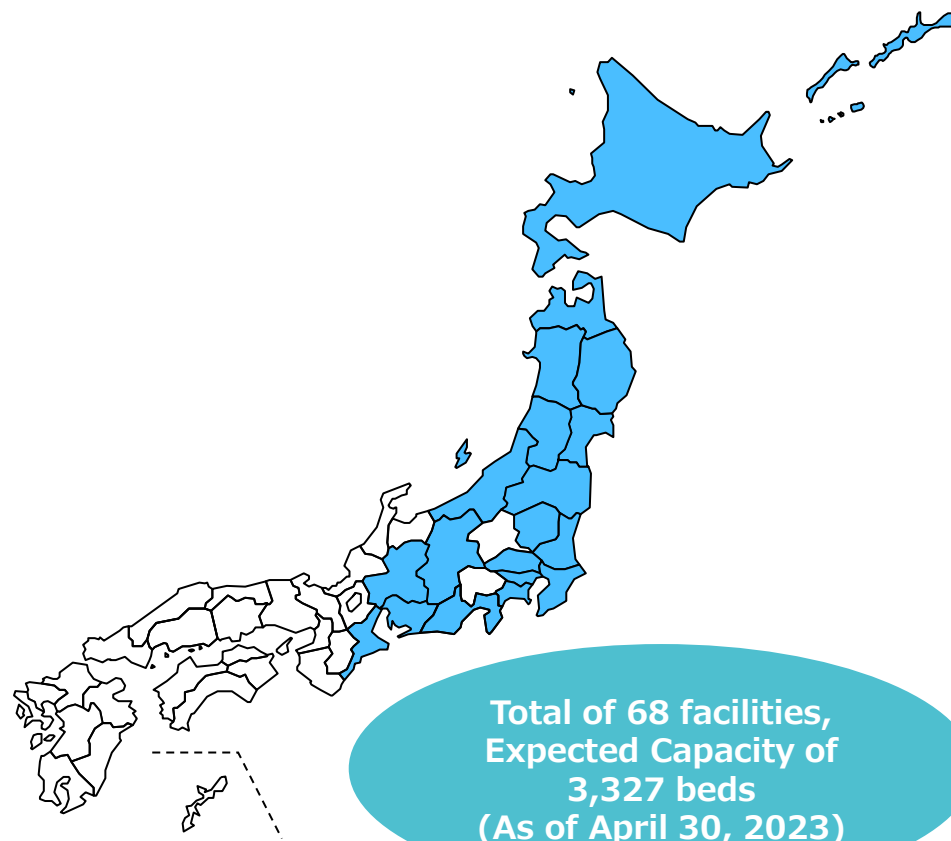 Total of 68 facilities,
Expected Capacity of
3,327 beds
(As of April 30, 2023)